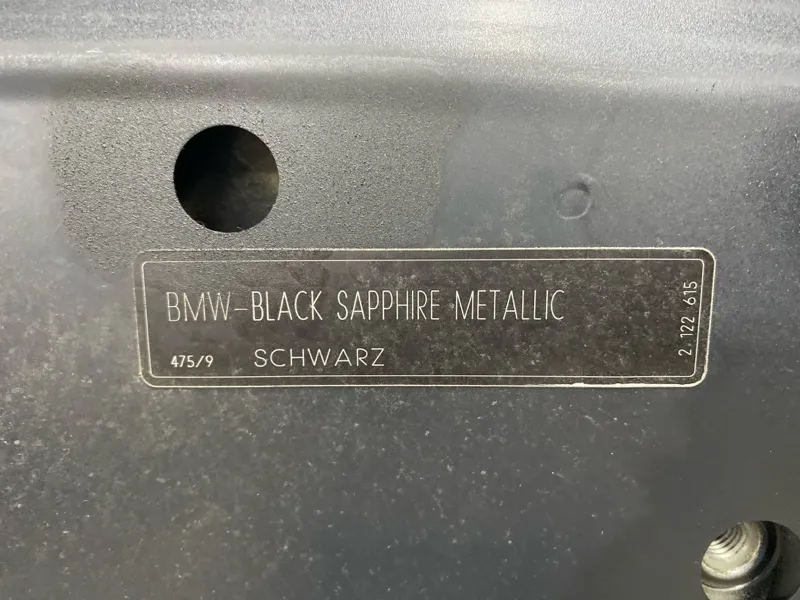 BMW-BLACK SAPPHIRE METALLIC
475/9 SCHWARZ
2 122 615